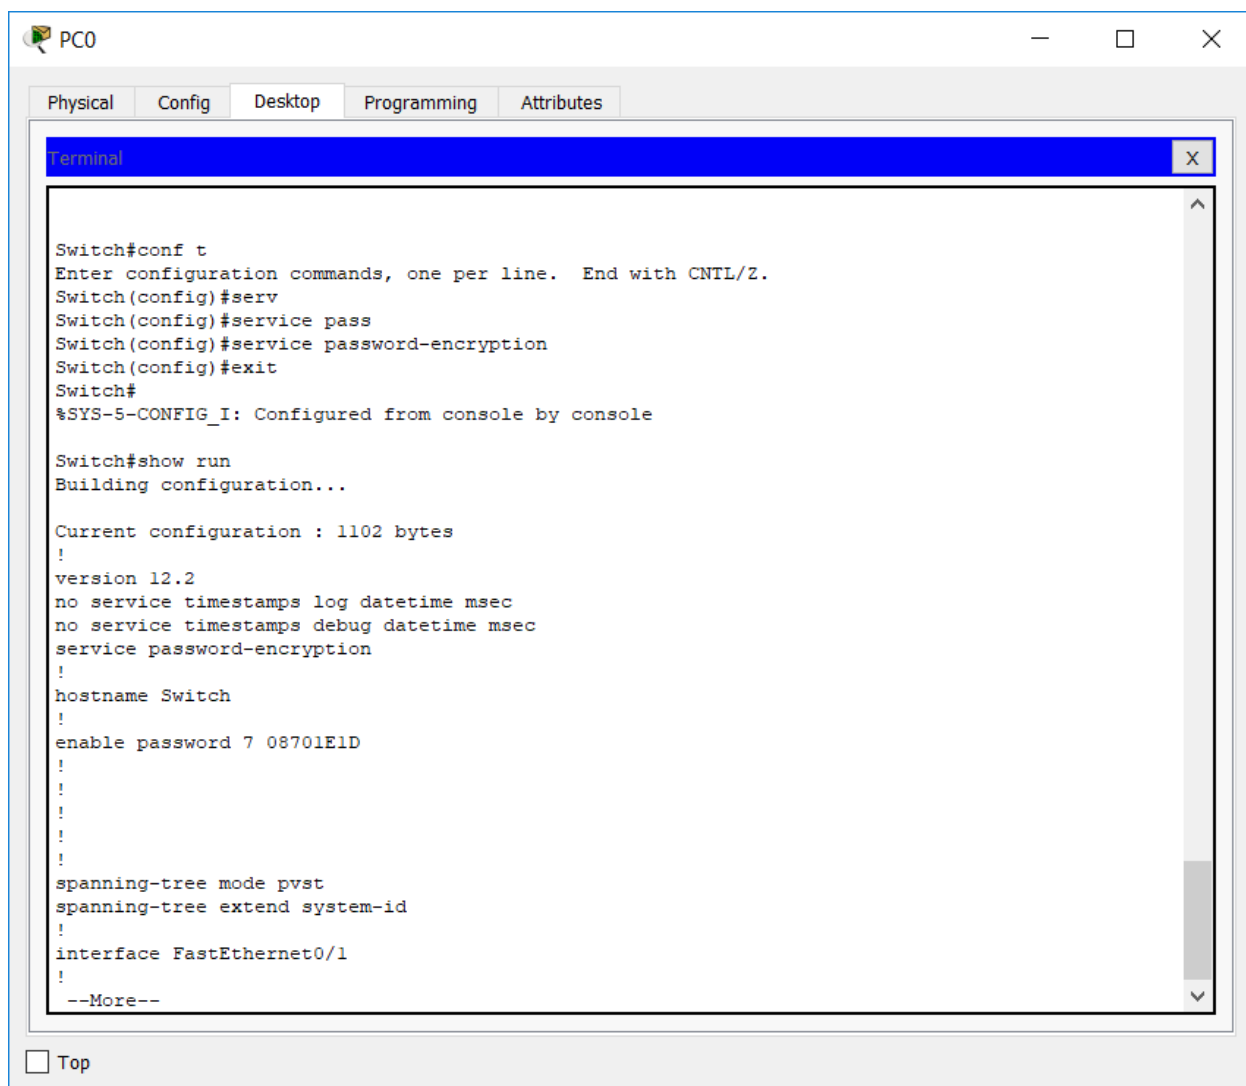 PC0
Physical Config Desktop Programming Attributes
Terminal
X
Switch#conf t
Enter configuration commands, one per line.  End with CNTL/Z.
Switch(config)#serv
Switch(config)#service pass
Switch(config)#service password-encryption
Switch(config)#exit
Switch#
%SYS-5-CONFIG_I: Configured from console by console
Switch#show run
Building configuration...
Current configuration : 1102 bytes
!
version 12.2
no service timestamps log datetime msec
no service timestamps debug datetime msec
service password-encryption
!
hostname Switch
!
enable password 7 08701E1D
!
!
!
!
!
spanning-tree mode pvst
spanning-tree extend system-id
!
interface FastEthernet0/1
!
--More--
Top